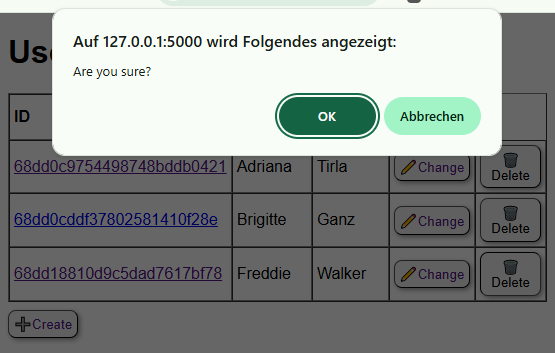 Auf 127.0.0.1:5000 wird Folgendes angezeigt:
Are you sure?
OK Abbrechen
Use
ID
68dd0c9754498748bddb0421 Adriana Tirla Change Delete
68dd0cddf37802581410f28e Brigitte Ganz Change Delete
68dd18810d9c5dad7617bf78 Freddie Walker Change Delete
Create